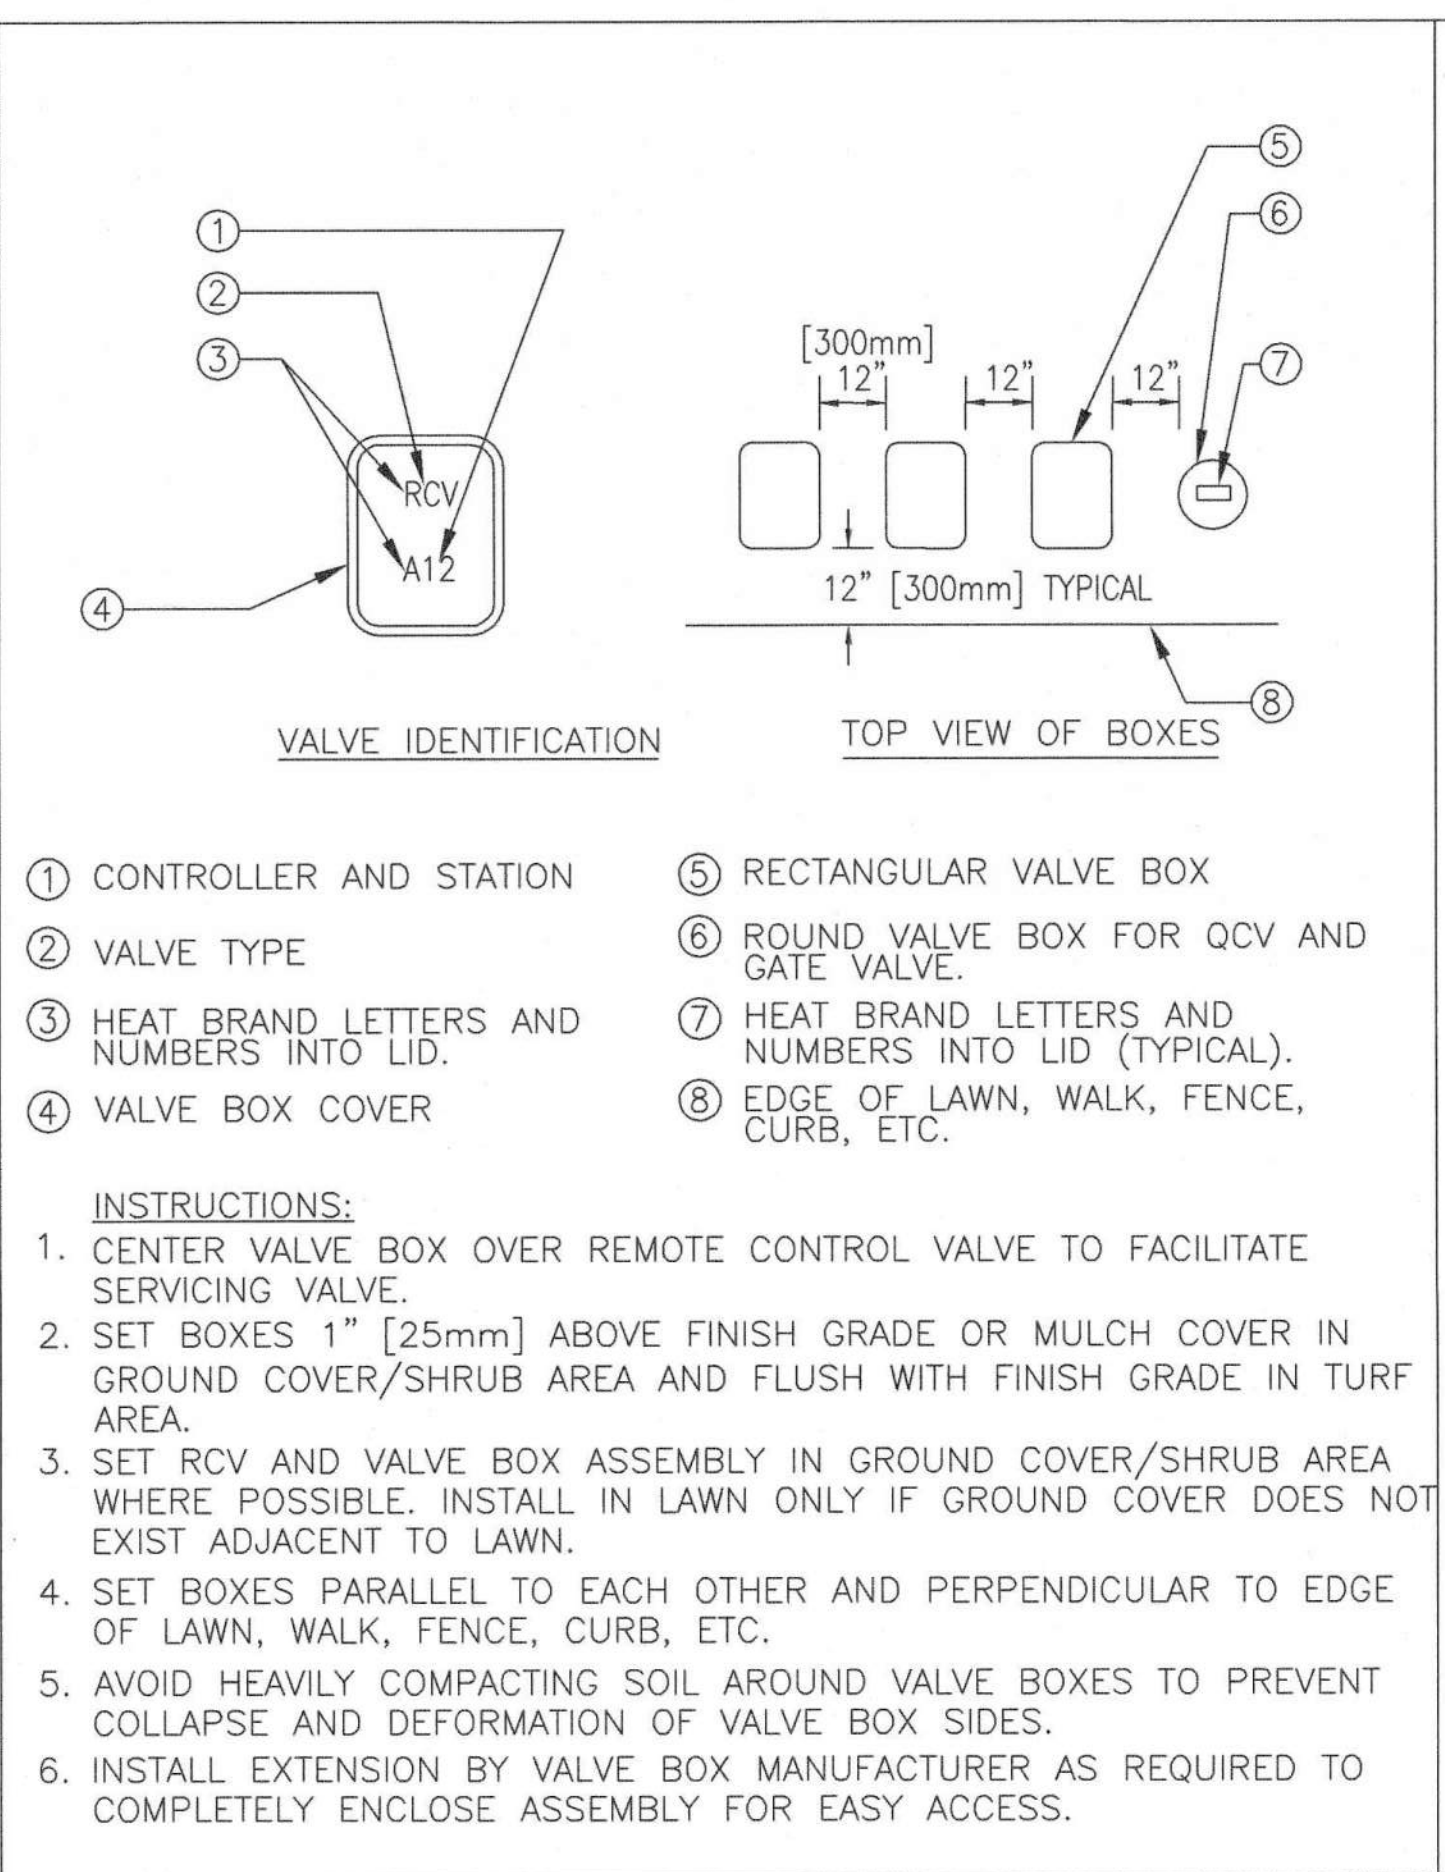 ①
②
③
④
RCV
A12
VALVE IDENTIFICATION
⑤
⑥
⑦
⑧
[300mm]
12” 12” 12”
12” [300mm] TYPICAL
TOP VIEW OF BOXES
① CONTROLLER AND STATION
② VALVE TYPE
③ HEAT BRAND LETTERS AND
NUMBERS INTO LID.
④ VALVE BOX COVER
⑤ RECTANGULAR VALVE BOX
⑥ ROUND VALVE BOX FOR QCV AND
GATE VALVE.
⑦ HEAT BRAND LETTERS AND
NUMBERS INTO LID (TYPICAL).
⑧ EDGE OF LAWN, WALK, FENCE,
CURB, ETC.
INSTRUCTIONS:
1. CENTER VALVE BOX OVER REMOTE CONTROL VALVE TO FACILITATE
SERVICING VALVE.
2. SET BOXES 1” [25mm] ABOVE FINISH GRADE OR MULCH COVER IN
GROUND COVER/SHRUB AREA AND FLUSH WITH FINISH GRADE IN TURF
AREA.
3. SET RCV AND VALVE BOX ASSEMBLY IN GROUND COVER/SHRUB AREA
WHERE POSSIBLE. INSTALL IN LAWN ONLY IF GROUND COVER DOES NOT
EXIST ADJACENT TO LAWN.
4. SET BOXES PARALLEL TO EACH OTHER AND PERPENDICULAR TO EDGE
OF LAWN, WALK, FENCE, CURB, ETC.
5. AVOID HEAVILY COMPACTING SOIL AROUND VALVE BOXES TO PREVENT
COLLAPSE AND DEFORMATION OF VALVE BOX SIDES.
6. INSTALL EXTENSION BY VALVE BOX MANUFACTURER AS REQUIRED TO
COMPLETELY ENCLOSE ASSEMBLY FOR EASY ACCESS.